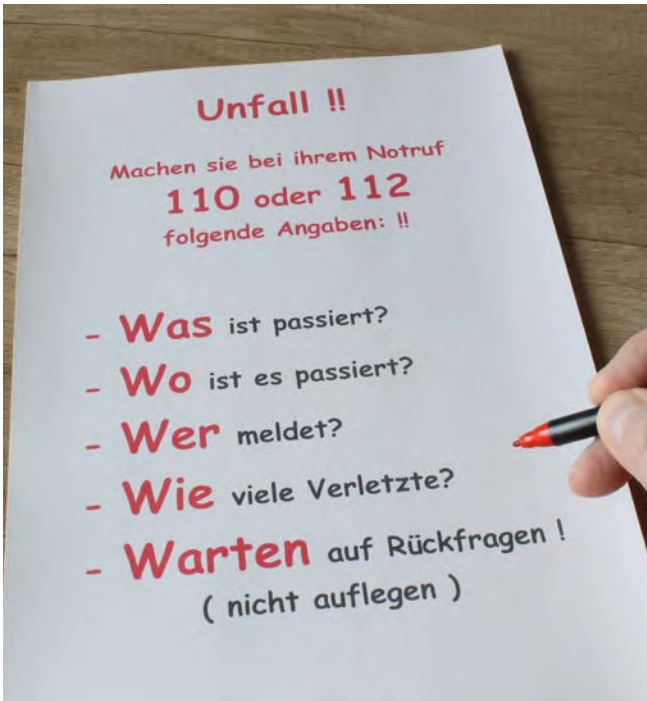 Unfall !!
Machen sie bei ihrem Notruf
110 oder 112
folgende Angaben: !!
- Was ist passiert?
- Wo ist es passiert?
- Wer meldet?
- Wie viele Verletzte?
- Warten auf Rückfragen !
( nicht auflegen )